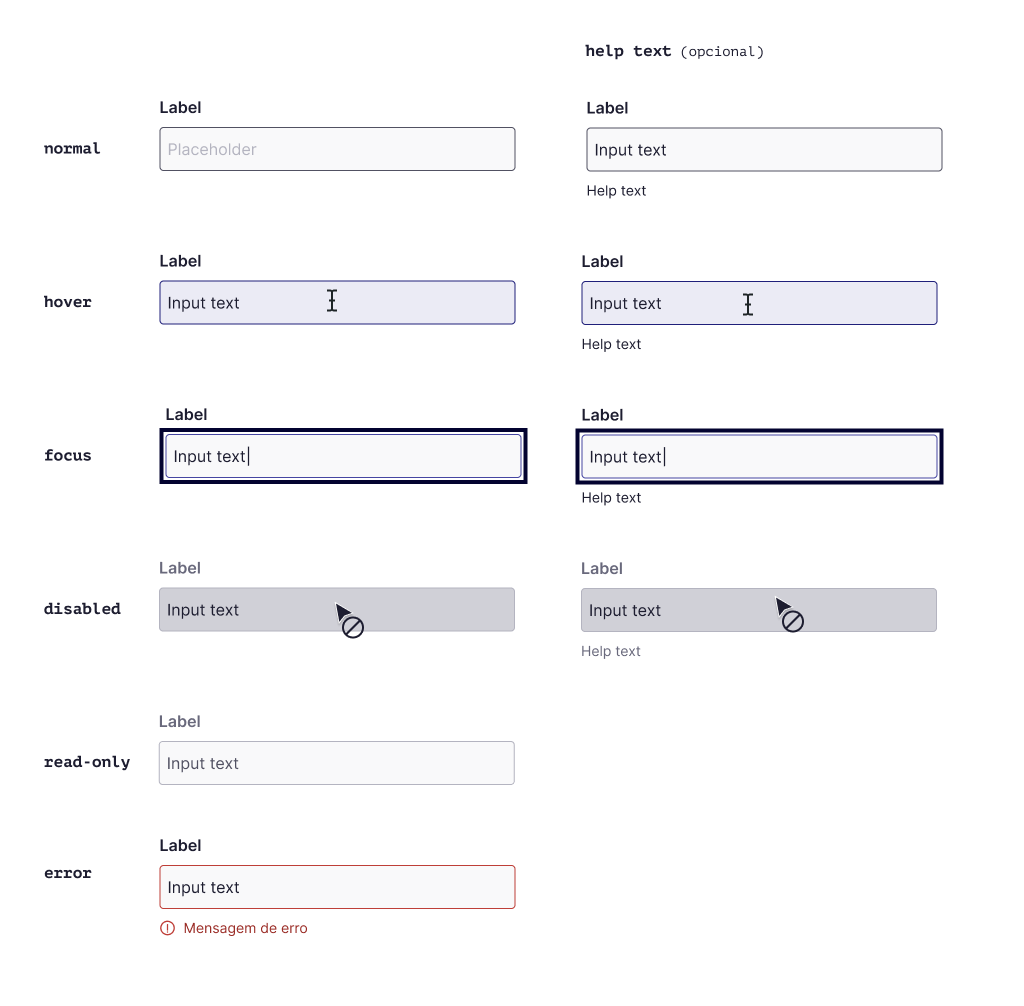 help text (opcional)
Label
Label
normal
Placeholder
Input text
Help text
Label
Label
hover
Input text
Input text
Help text
Label
Label
focus
Input text
Input text
Help text
Label
Label
disabled
Input text
Input text
Help text
Label
read-only
Input text
Label
error
Input text
Mensagem de erro